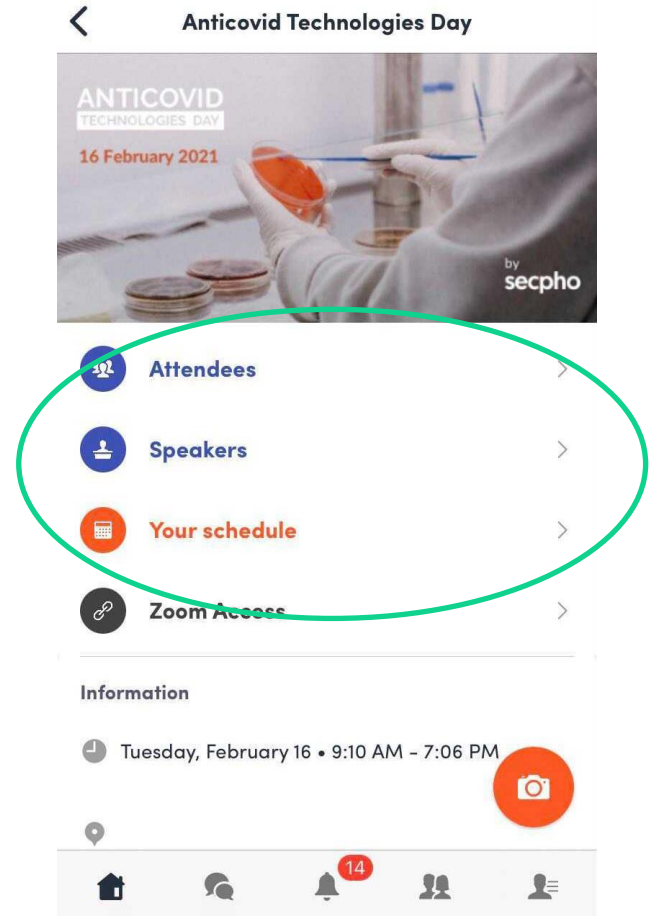 Anticovid Technologies Day
ANTICOVID
TECHNOLOGIES DAY
16 February 2021
by
secpho
Attendees
Speakers
Your schedule
Zoom Access
Information
Tuesday, February 16 • 9:10 AM - 7:06 PM
14